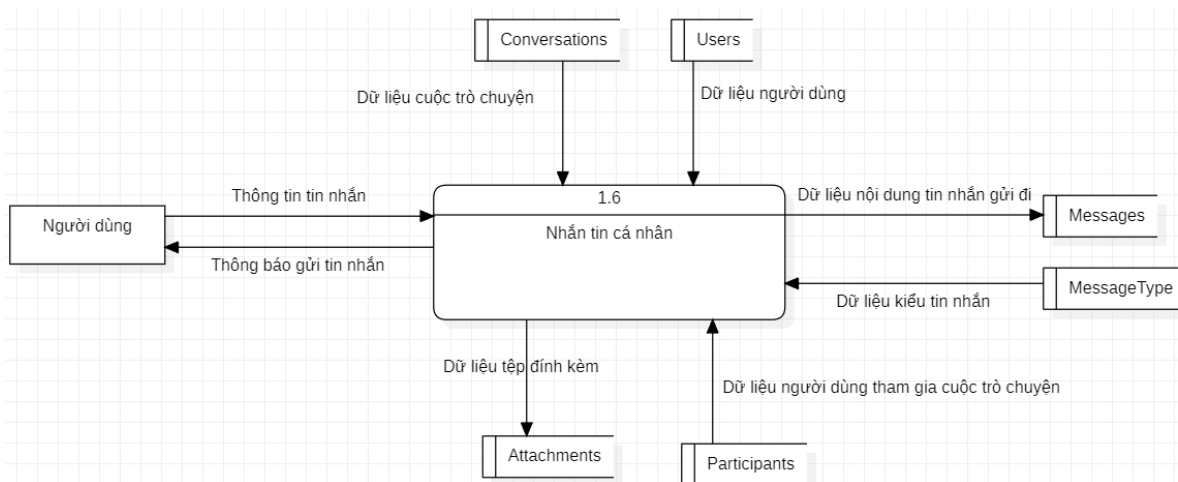 Conversations
Users
Dữ liệu cuộc trò chuyện
Dữ liệu người dùng
Thông tin tin nhắn
1.6
Dữ liệu nội dung tin nhắn gửi đi
Người dùng
Nhắn tin cá nhân
Messages
Thông báo gửi tin nhắn
MessageType
Dữ liệu kiểu tin nhắn
Dữ liệu tệp đính kèm
Dữ liệu người dùng tham gia cuộc trò chuyện
Attachments
Participants